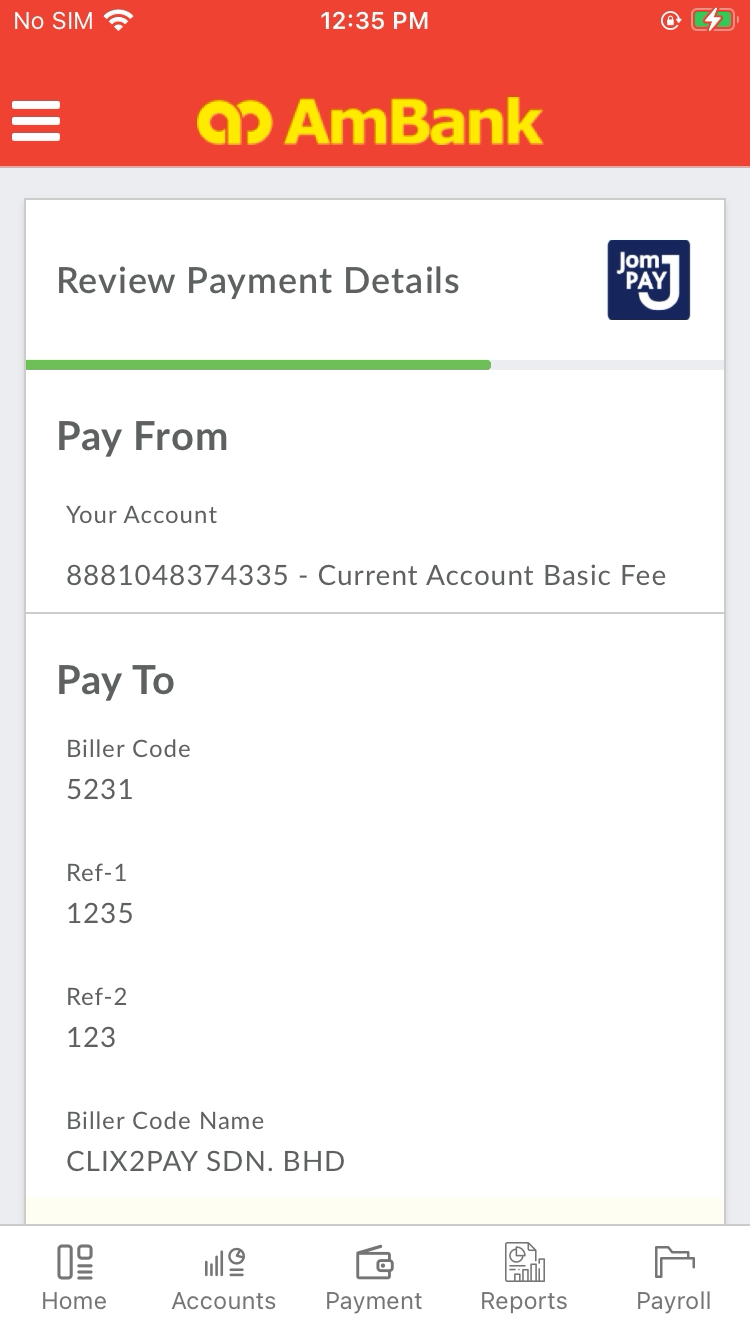 No SIM 12:35 PM
AmBank
Review Payment Details
Jom
PAY
J
Pay From
Your Account
8881048374335 - Current Account Basic Fee
Pay To
Biller Code
5231
Ref-1
1235
Ref-2
123
Biller Code Name
CLIX2PAY SDN. BHD
Home Accounts Payment Reports Payroll